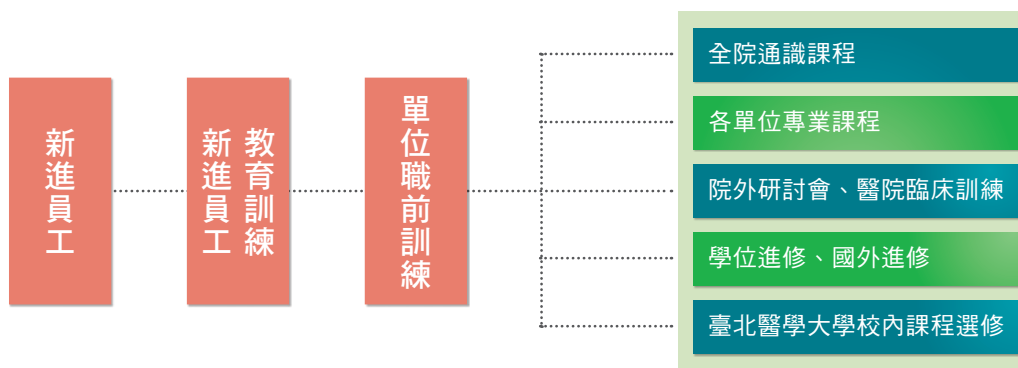 新進員工
新進員工
教育訓練
單位職前訓練
全院通識課程
各單位專業課程
院外研討會、醫院臨床訓練
學位進修、國外進修
臺北醫學大學校內課程選修